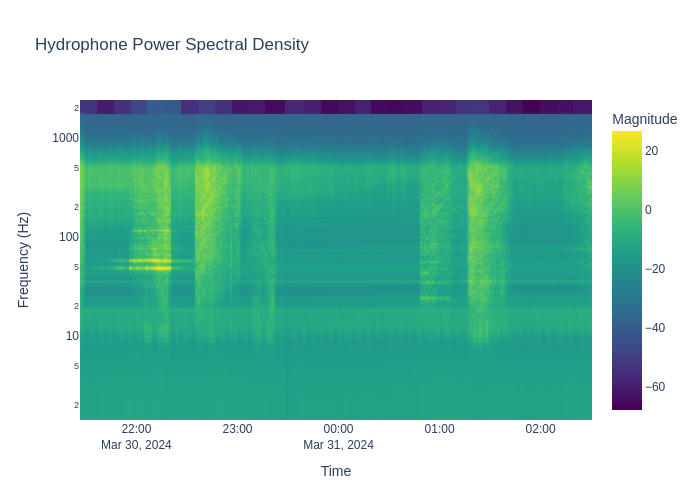 Hydrophone Power Spectral Density
Magnitude
20
0
−20
−40
−60
2
1000
5
2
100
5
2
10
5
2
Frequency (Hz)
22:00 23:00 00:00 01:00 02:00
Mar 30, 2024 Mar 31, 2024
Time